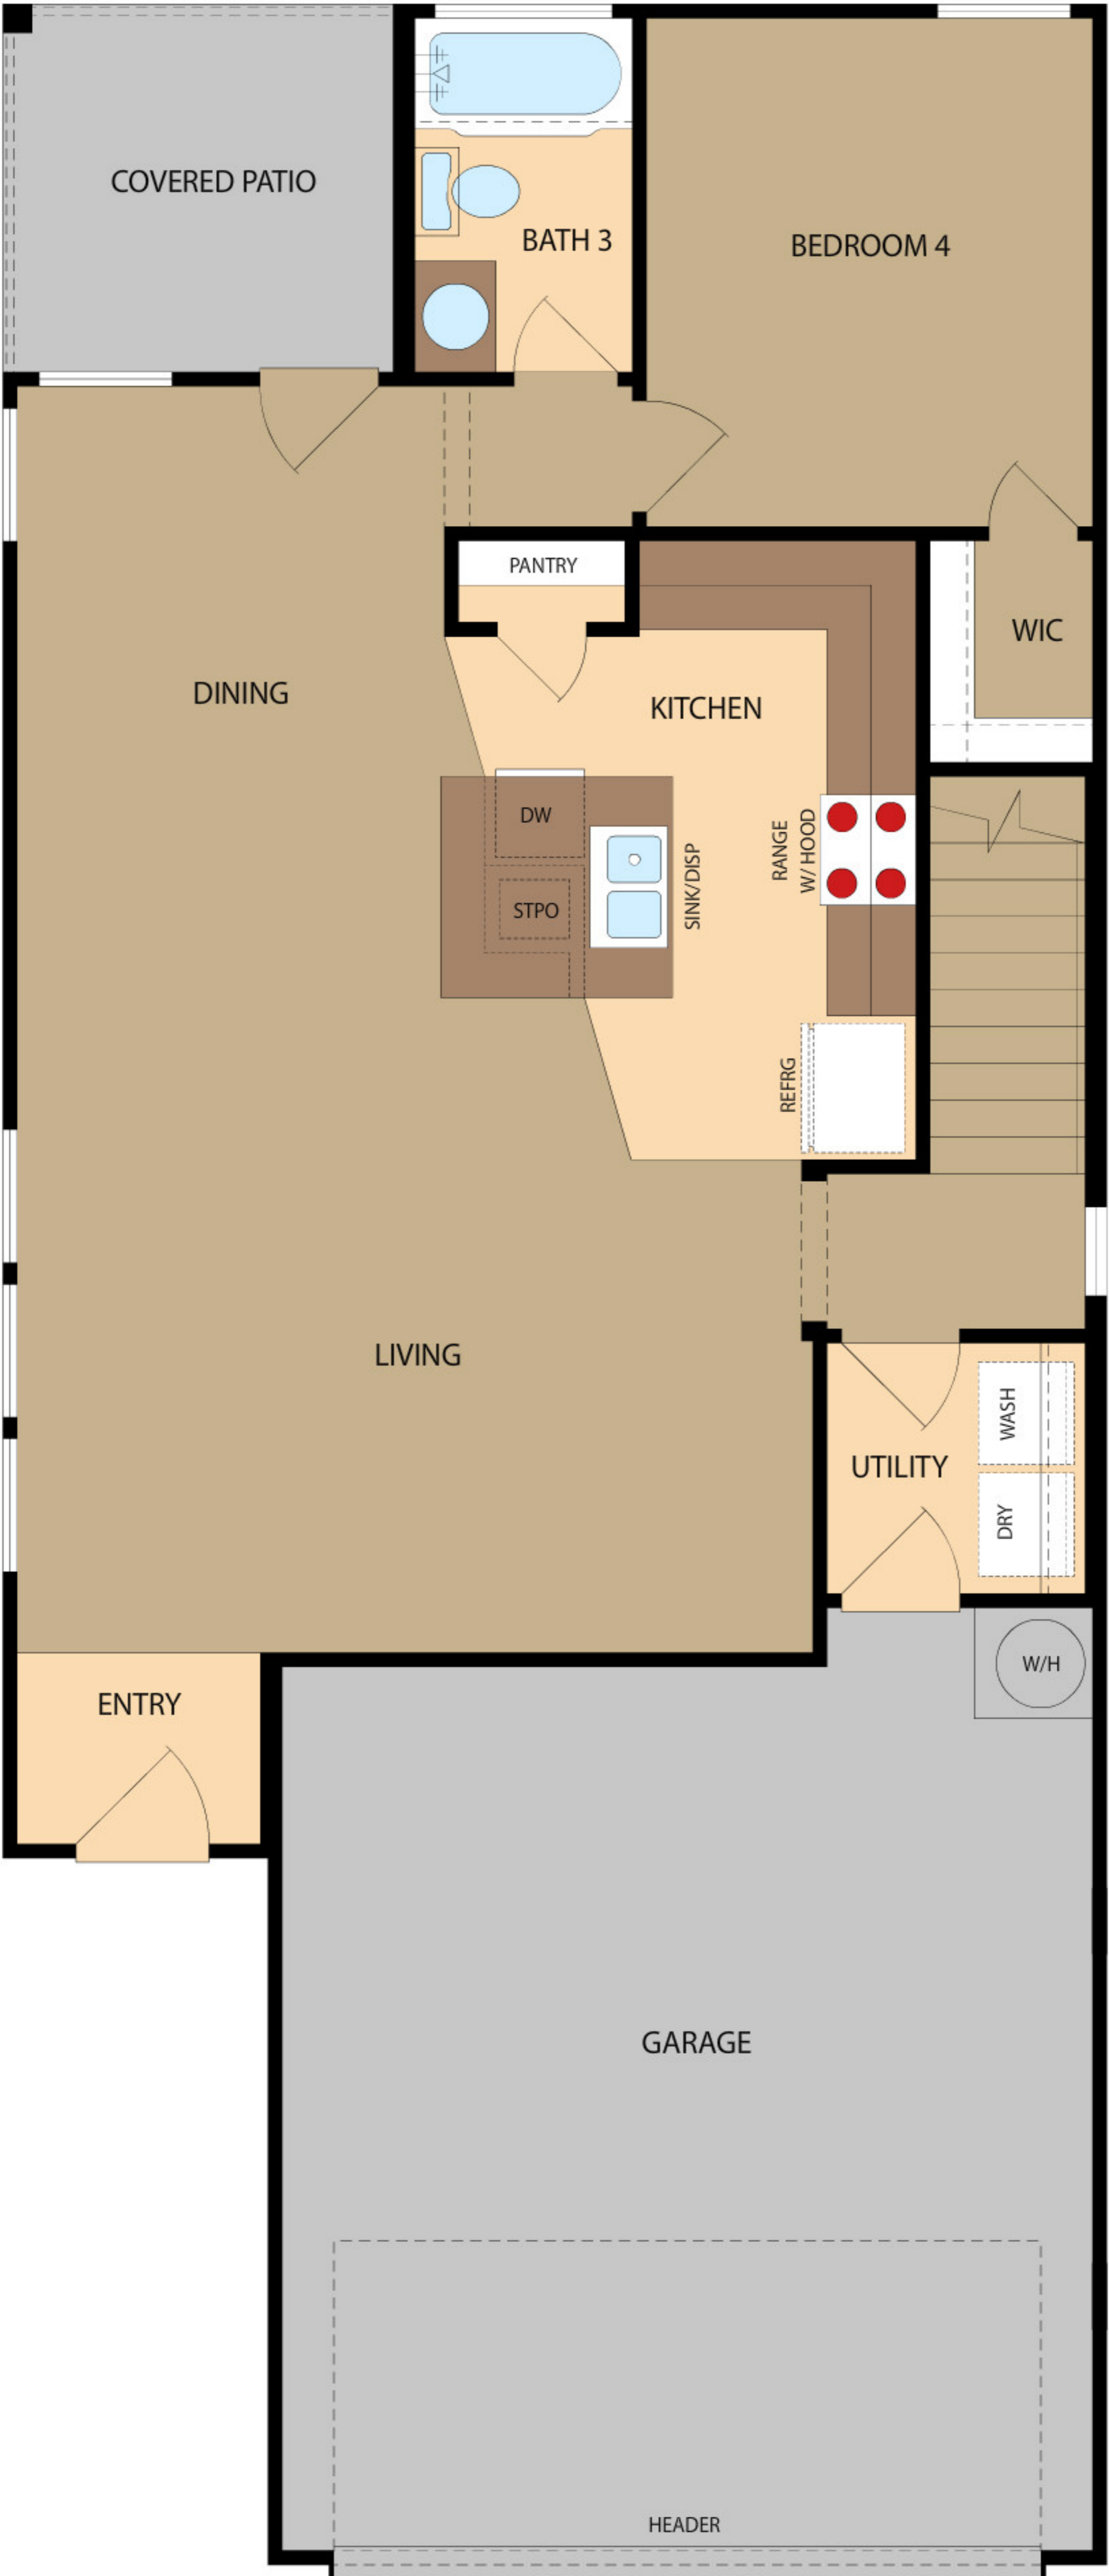 COVERED PATIO
BATH 3
BEDROOM 4
PANTRY
WIC
DINING
KITCHEN
DW
RANGE
W/ HOOD
SINK/DISP
STPO
REFRG
LIVING
WASH
UTILITY
DRY
W/H
ENTRY
GARAGE
HEADER